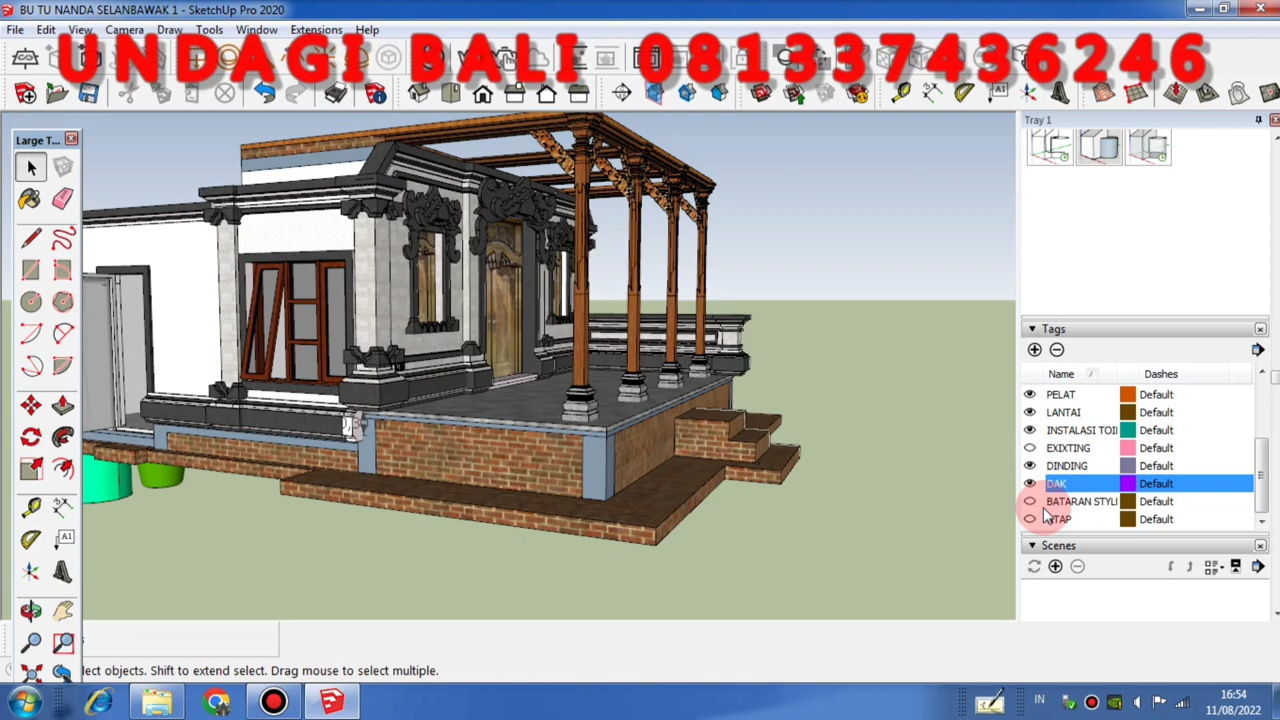 BU TU NANDA SELANBAWAK 1 - SketchUp Pro 2020
File Edit View Camera Draw Tools Window Extensions Help
UNDAGI BALI 081337436246
Large T...
Tray 1
Tags
Name Dashes
PELAT Default
LANTAI Default
INSTALASI TOI Default
EXIXTING Default
DINDING Default
DAK Default
BATARAN STYL Default
Default
Scenes
objects. Shift to extend select. Drag mouse to select multiple.
IN
16:54
11/08/2022